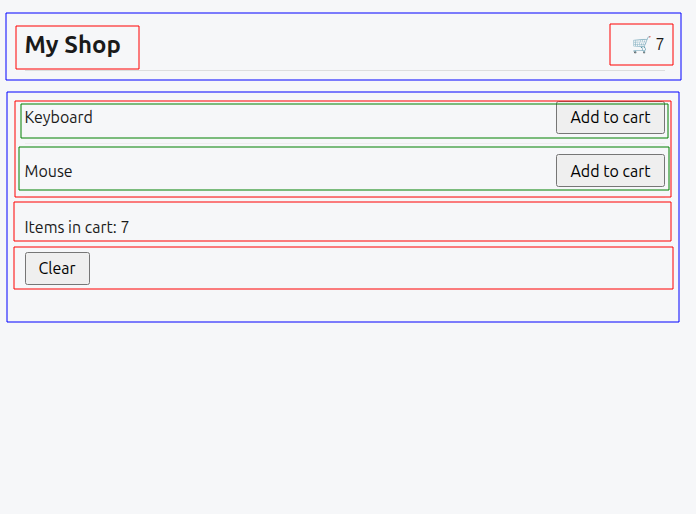 My Shop
🛒 7
Keyboard Add to cart
Mouse Add to cart
Items in cart: 7
Clear